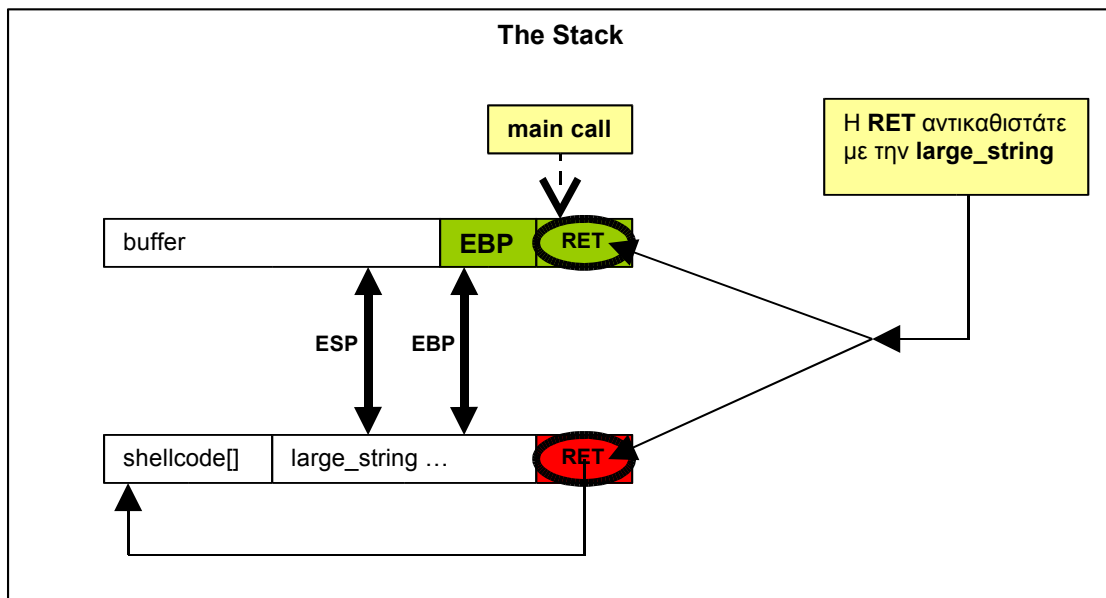 The Stack
main call
Η RET αντικαθιστάτε
με την large_string
buffer
EBP
RET
ESP
EBP
shellcode[]
large_string …
RET